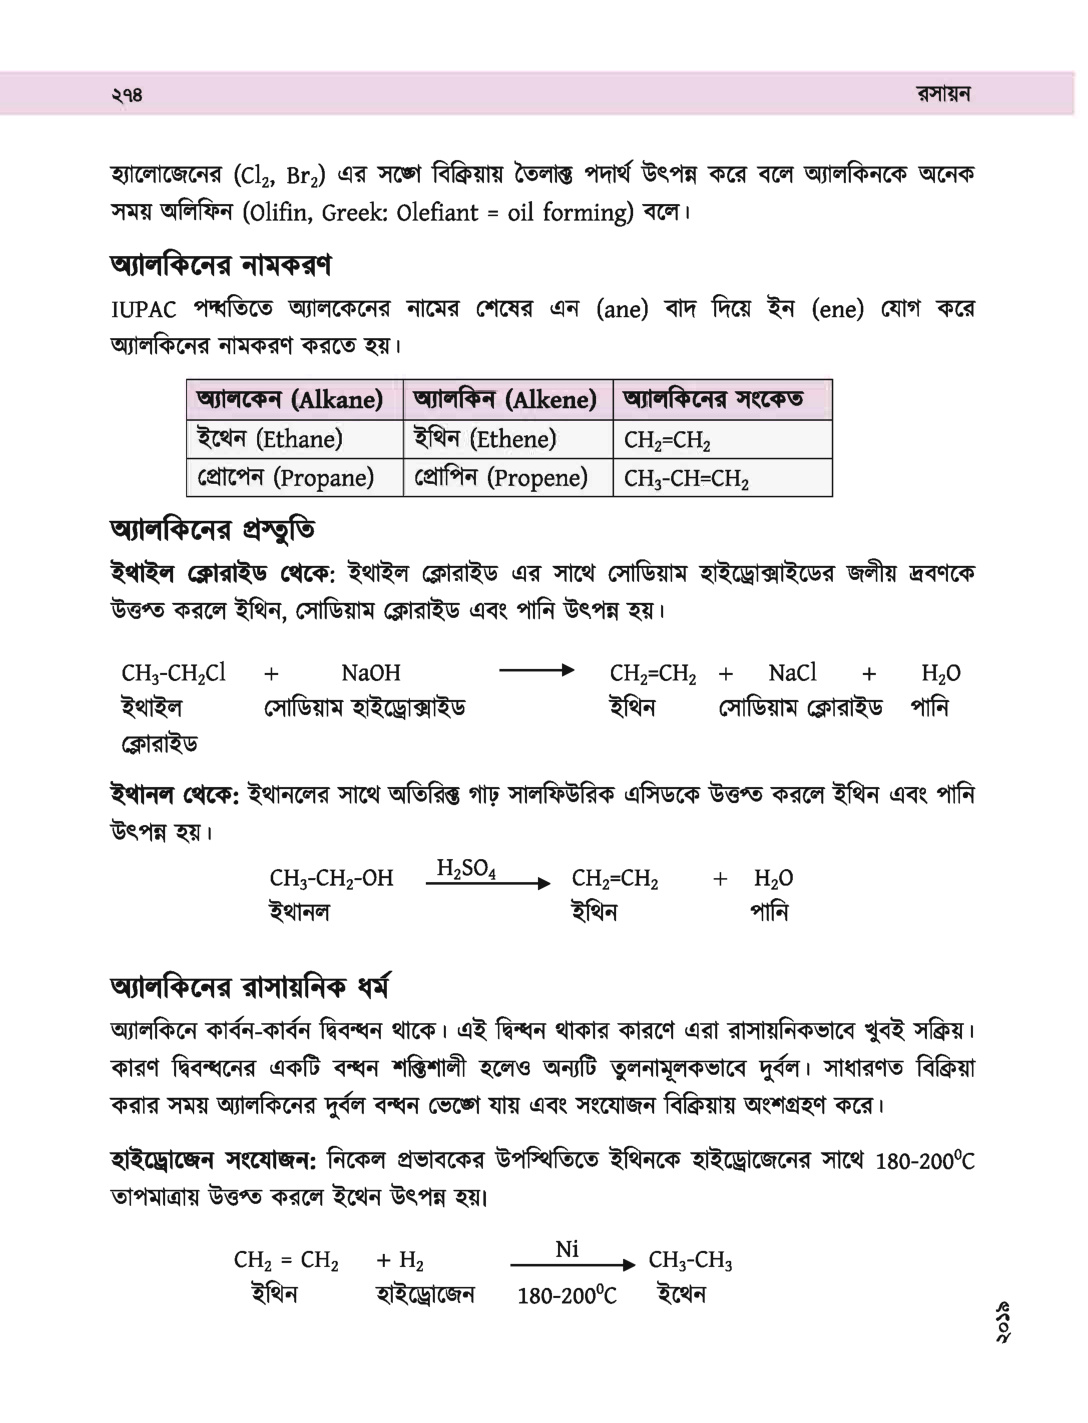 ২৭৪ রসায়ন
হ্যালোজেনের (Cl₂, Br₂) এর সঙ্গে বিক্রিয়ায় তৈলাক্ত পদার্থ উৎপন্ন করে বলে অ্যালকিনকে অনেক
সময় অলিফিন (Olifin, Greek: Olefiant = oil forming) বলে।
অ্যালকিনের নামকরণ
IUPAC পদ্ধতিতে অ্যালকেনের নামের শেষের এন (ane) বাদ দিয়ে ইন (ene) যোগ করে
অ্যালকিনের নামকরণ করতে হয়।
অ্যালকেন (Alkane) অ্যালকিন (Alkene) অ্যালকিনের সংকেত
ইথেন (Ethane) ইথিন (Ethene) CH₂=CH₂
প্রোপেন (Propane) প্রোপিন (Propene) CH₃-CH=CH₂
অ্যালকিনের প্রস্তুতি
ইথাইল ক্লোরাইড থেকে: ইথাইল ক্লোরাইড এর সাথে সোডিয়াম হাইড্রোক্সাইডের জলীয় দ্রবণকে
উত্তপ্ত করলে ইথিন, সোডিয়াম ক্লোরাইড এবং পানি উৎপন্ন হয়।
CH₃-CH₂Cl + NaOH ⟶ CH₂=CH₂ + NaCl + H₂O
ইথাইল সোডিয়াম হাইড্রোক্সাইড ইথিন সোডিয়াম ক্লোরাইড পানি
ক্লোরাইড
ইথানল থেকে: ইথানলের সাথে অতিরিক্ত গাঢ় সালফিউরিক এসিডকে উত্তপ্ত করলে ইথিন এবং পানি
উৎপন্ন হয়।
H₂SO₄
CH₃-CH₂-OH ⟶ CH₂=CH₂ + H₂O
ইথানল ইথিন পানি
অ্যালকিনের রাসায়নিক ধর্ম
অ্যালকিনে কার্বন-কার্বন দ্বিবন্ধন থাকে। এই দ্বিন্ধন থাকার কারণে এরা রাসায়নিকভাবে খুবই সক্রিয়।
কারণ দ্বিবন্ধনের একটি বন্ধন শক্তিশালী হলেও অন্যটি তুলনামূলকভাবে দুর্বল। সাধারণত বিক্রিয়া
করার সময় অ্যালকিনের দুর্বল বন্ধন ভেঙ্গে যায় এবং সংযোজন বিক্রিয়ায় অংশগ্রহণ করে।
হাইড্রোজেন সংযোজন: নিকেল প্রভাবকের উপস্থিতিতে ইথিনকে হাইড্রোজেনের সাথে 180-200⁰C
তাপমাত্রায় উত্তপ্ত করলে ইথেন উৎপন্ন হয়।
Ni
CH₂ = CH₂ + H₂ ⟶ CH₃-CH₃
ইথিন হাইড্রোজেন 180-200⁰C ইথেন
২০১৯